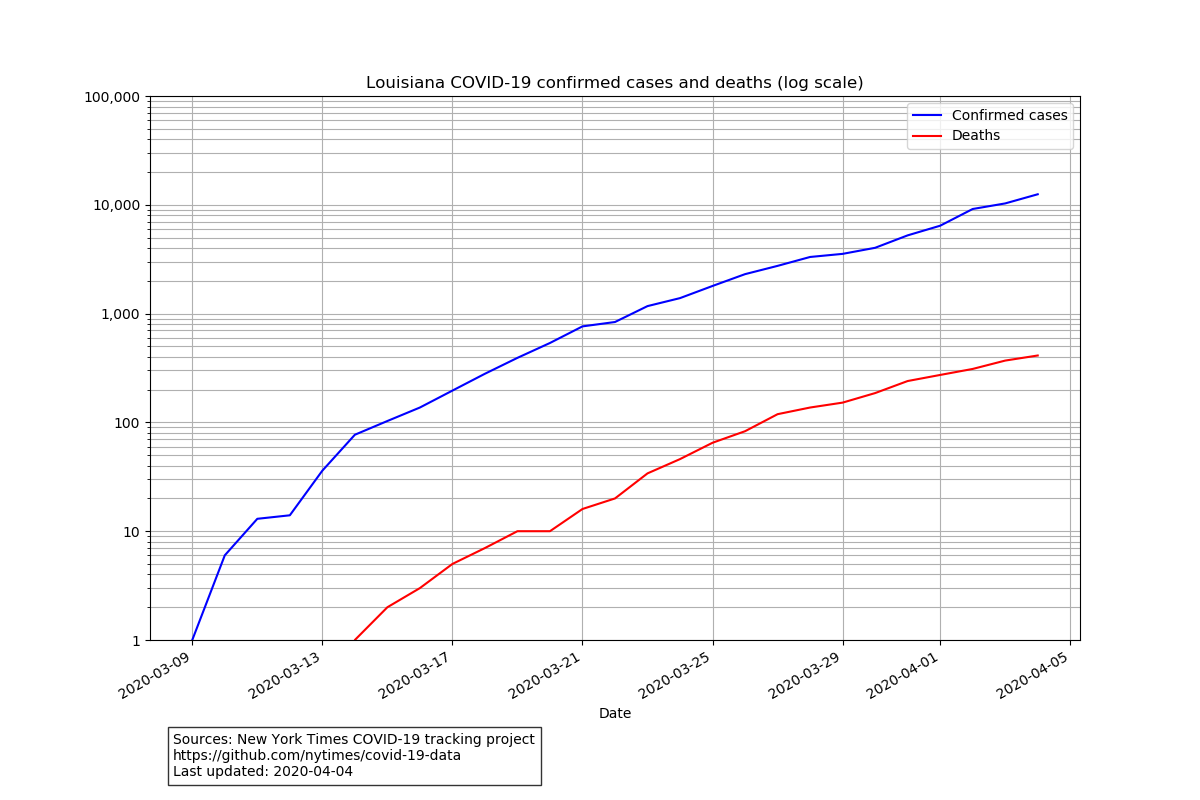 Louisiana COVID-19 confirmed cases and deaths (log scale)
100,000
10,000
1,000
100
10
1
Confirmed cases
Deaths
2020-03-09
2020-03-13
2020-03-17
2020-03-21
2020-03-25
2020-03-29
2020-04-01
2020-04-05
Date
Sources: New York Times COVID-19 tracking project
https://github.com/nytimes/covid-19-data
Last updated: 2020-04-04